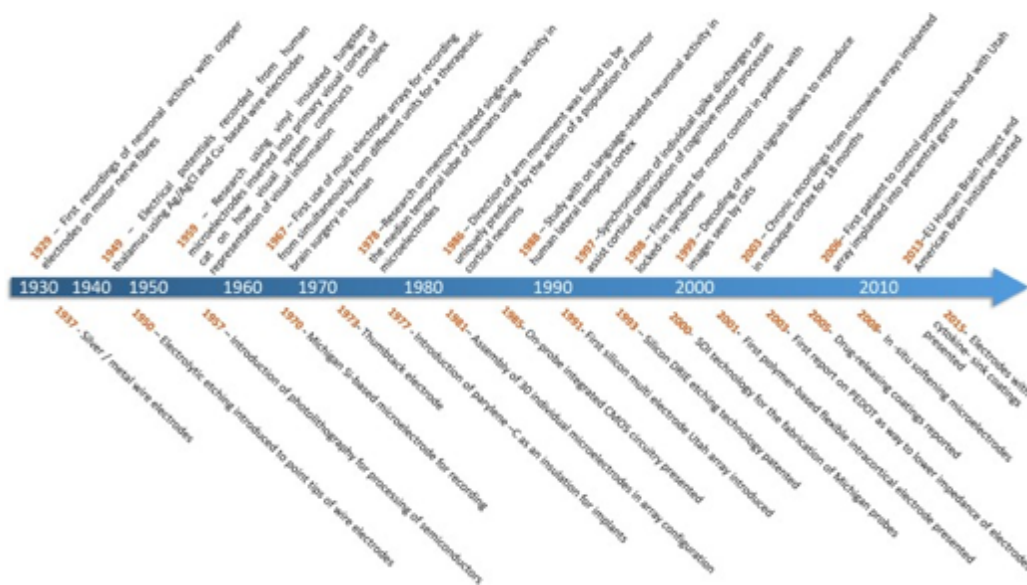 1929 – First recordings of neuronal activity with copper
electrodes on motor nerve fibres
1949 – Electrical potentials recorded from human
thalamus using Ag/AgCl and Cu- based wire electrodes
1959 – Research using vinyl insulated tungsten
microelectrodes inserted into primary visual cortex of
cat on how visual system constructs complex
representation of visual information
1967 – First use of multi electrode arrays for recording
from simultaneously from different units for a therapeutic
brain surgery in human
1978 –Research on memory-related single unit activity in
the median temporal lobe of humans using
microelectrodes
1986 – Direction of arm movement was found to be
uniquely predicted by the action of a population of motor
cortical neurons
1988 – Study with on language-related neuronal activity in
human lateral temporal cortex
1997 –Synchronization of individual spike discharges can
assist cortical organization of cognitive motor processes
1998 – First implant for motor control in patient with
locked in syndrome
1999 – Decoding of neural signals allows to reproduce
images seen by cats
2003 – Chronic recordings from microwire arrays implanted
in macaque cortex for 18 months
2006- First patient to control prosthetic hand with Utah
array implanted into precentral gyrus
2013–EU Human Brain Project and
American Brain Initiative started
1930 1940 1950 1960 1970 1980 1990 2000 2010
1937 - Silver / metal wire electrodes
1950 – Electrolytic etching introduced to point tips of wire electrodes
1957 – Introduction of photolithography for processing of semiconductors
1970 – Michigan Si-based microelectrode for recording
1973- Thumbtack electrode
1977 – Introduction of parylene –C as an insulation for implants
1981- Assembly of 30 individual microelectrodes in array configuration
1985- On-probe integrated CMOS circuitry presented
1991- First silicon multi electrode Utah array introduced
1993 – Silicon DRIE etching technology patented
2000- SOI technology for the fabrication of Michigan probes
2001- First polymer-based flexible intracortical electrode presented
2003- First report on PEDOT as way to lower impedance of electrodes
2005- Drug-releasing coatings reported
2008- In -situ softening microelectrodes
2015- Electrodes with
cytokine- sink coatings
presented